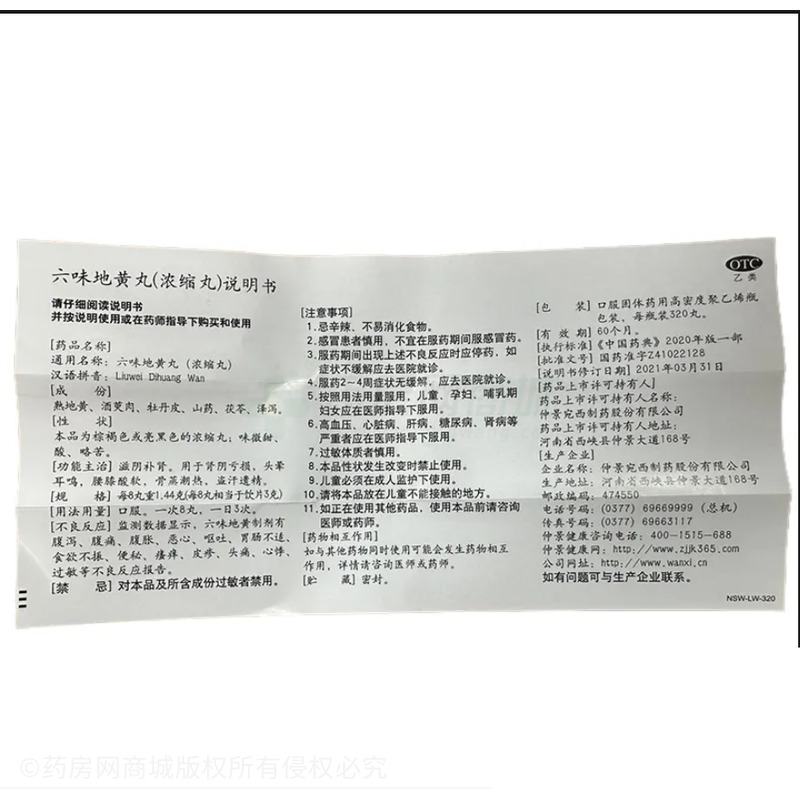 六味地黄丸(浓缩丸)说明书
请仔细阅读说明书
并按说明使用或在药师指导下购买和使用
[药品名称]
通用名称：六味地黄丸（浓缩丸）
汉语拼音：Liuwei Dihuang Wan
[成 份]
熟地黄、酒萸肉、牡丹皮、山药、茯苓、泽泻。
[性 状]
本品为棕褐色或亮黑色的浓缩丸；味微甜、
酸、略苦。
[功能主治] 滋阴补肾。用于肾阴亏损，头晕
耳鸣，腰膝酸软，骨蒸潮热，盗汗遗精。
[规 格] 每8丸重1.44克(每8丸相当于饮片3克)
[用法用量] 口服。一次8丸，一日3次。
[不良反应] 监测数据显示，六味地黄制剂有
腹泻、腹痛、腹胀、恶心、呕吐、胃肠不适、
食欲不振、便秘、瘙痒、皮疹、头痛、心悸、
过敏等不良反应报告。
[禁 忌] 对本品及所含成份过敏者禁用。
[注意事项]
1.忌辛辣、不易消化食物。
2.感冒患者慎用，不宜在服药期间服感冒药。
3.服药期间出现上述不良反应时应停药，如
症状不缓解应去医院就诊。
4.服药2～4周症状无缓解，应去医院就诊。
5.按照用法用量服用，儿童、孕妇、哺乳期
妇女应在医师指导下服用。
6.高血压、心脏病、肝病、糖尿病、肾病等
严重者应在医师指导下服用。
7.过敏体质者慎用。
8.本品性状发生改变时禁止使用。
9.儿童必须在成人监护下使用。
10.请将本品放在儿童不能接触的地方。
11.如正在使用其他药品，使用本品前请咨询
医师或药师。
[药物相互作用]
如与其他药物同时使用可能会发生药物相互
作用，详情请咨询医师或药师。
[贮 藏] 密封。
OTC
乙类
[包 装] 口服固体药用高密度聚乙烯瓶
包装，每瓶装320丸。
[有 效 期] 60个月。
[执行标准]《中国药典》2020年版一部
[批准文号] 国药准字Z41022128
[说明书修订日期] 2021年03月31日
[药品上市许可持有人]
药品上市许可持有人名称：
仲景宛西制药股份有限公司
药品上市许可持有人地址：
河南省西峡县仲景大道168号
[生产企业]
企业名称：仲景宛西制药股份有限公司
生产地址：河南省西峡县仲景大道168号
邮政编码：474550
电话号码：(0377) 69669999 (总机)
传真号码：(0377) 69663117
仲景健康咨询电话：400-1515-688
仲景健康网：http://www.zjjk365.com
公司网址：http://www.wanxi.cn
如有问题可与生产企业联系。
NSW-LW-320
©药房网商城版权所有侵权必究